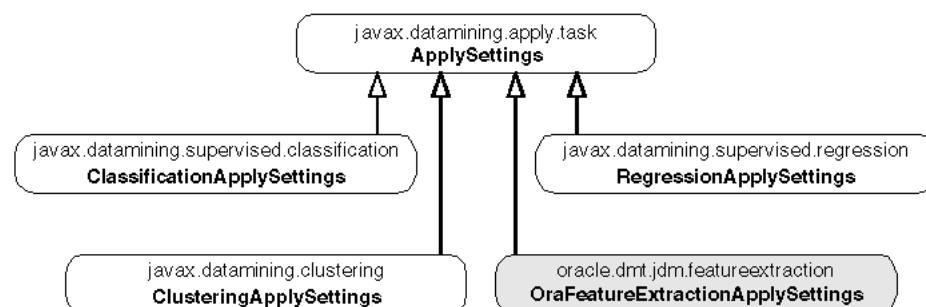 javax.datamining.apply.task
ApplySettings
javax.datamining.supervised.classification
ClassificationApplySettings
javax.datamining.supervised.regression
RegressionApplySettings
javax.datamining.clustering
ClusteringApplySettings
oracle.dmt.jdm.featureextraction
OraFeatureExtractionApplySettings